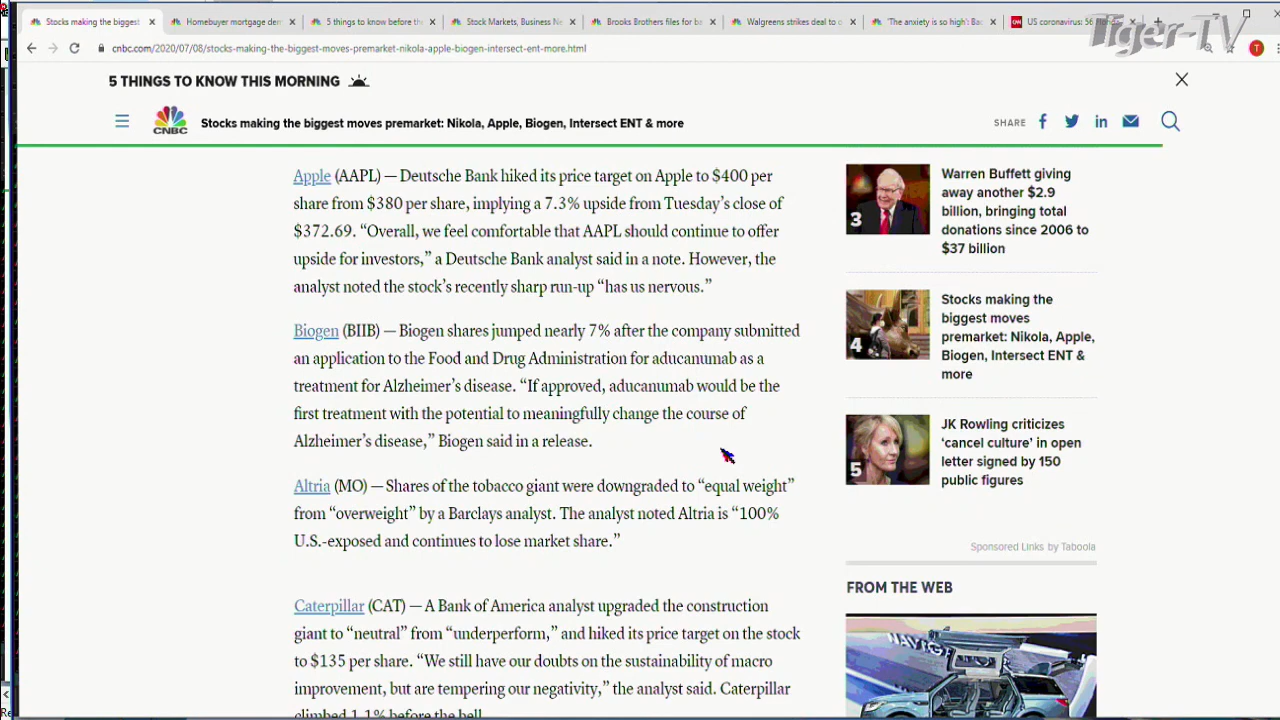 Stocks making the biggest
Homebuyer mortgage der
5 things to know before the
Stock Markets, Business Ne
Brooks Brothers files for ba
Walgreens strikes deal to o
'The anxiety is so high': Bac
US coronavirus: 56
Tiger-TV
cnbc.com/2020/07/08/stocks-making-the-biggest-moves-premarket-nikola-apple-biogen-intersect-ent-more.html
T
5 THINGS TO KNOW THIS MORNING
CNBC
Stocks making the biggest moves premarket: Nikola, Apple, Biogen, Intersect ENT & more
SHARE
Apple (AAPL) — Deutsche Bank hiked its price target on Apple to $400 per
share from $380 per share, implying a 7.3% upside from Tuesday's close of
$372.69. “Overall, we feel comfortable that AAPL should continue to offer
upside for investors,” a Deutsche Bank analyst said in a note. However, the
analyst noted the stock's recently sharp run-up “has us nervous.”
Biogen (BIIB) — Biogen shares jumped nearly 7% after the company submitted
an application to the Food and Drug Administration for aducanumab as a
treatment for Alzheimer's disease. “If approved, aducanumab would be the
first treatment with the potential to meaningfully change the course of
Alzheimer's disease,” Biogen said in a release.
Altria (MO) — Shares of the tobacco giant were downgraded to “equal weight”
from “overweight” by a Barclays analyst. The analyst noted Altria is “100%
U.S.-exposed and continues to lose market share.”
Caterpillar (CAT) — A Bank of America analyst upgraded the construction
giant to “neutral” from “underperform,” and hiked its price target on the stock
to $135 per share. “We still have our doubts on the sustainability of macro
improvement, but are tempering our negativity,” the analyst said. Caterpillar
climbed 1.1% before the bell.
3
Warren Buffett giving
away another $2.9
billion, bringing total
donations since 2006 to
$37 billion
4
Stocks making the
biggest moves
premarket: Nikola, Apple,
Biogen, Intersect ENT &
more
5
JK Rowling criticizes
‘cancel culture’ in open
letter signed by 150
public figures
Sponsored Links by Taboola
FROM THE WEB
Re